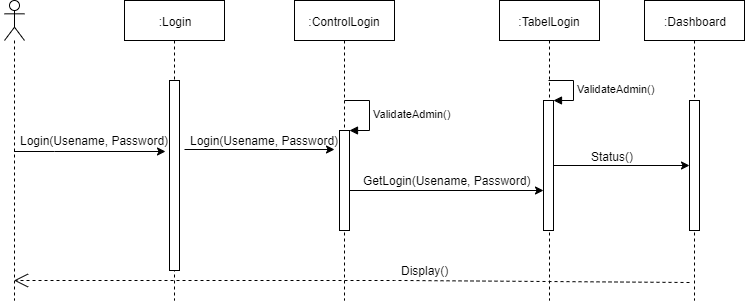 :Login
:ControlLogin
:TabelLogin
:Dashboard
ValidateAdmin()
ValidateAdmin()
Login(Usename, Password)
Login(Usename, Password)
Status()
GetLogin(Usename, Password)
Display()